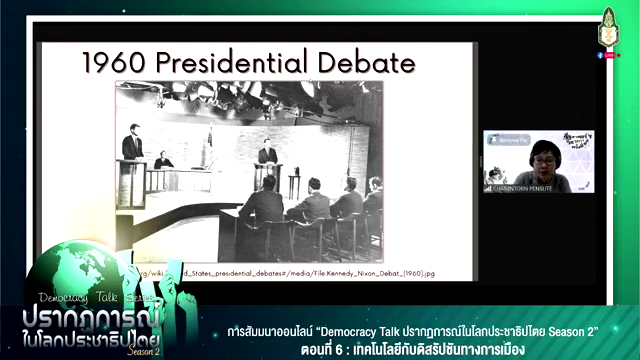 1960 Presidential Debate
LIVE
CHANINTORN PENSUTE
rg/wiki
d_States_presidential_debates#/media/File:Kennedy_Nixon_Debat_(1960).jpg
Democracy Talk Series
ปรากฏการณ์
ในโลกประชาธิปไตย
Season 2
การสัมมนาออนไลน์ “Democracy Talk ปรากฏการณ์ในโลกประชาธิปไตย Season 2”
ตอนที่ 6 : เทคโนโลยีกับดิสรัปชันทางการเมือง